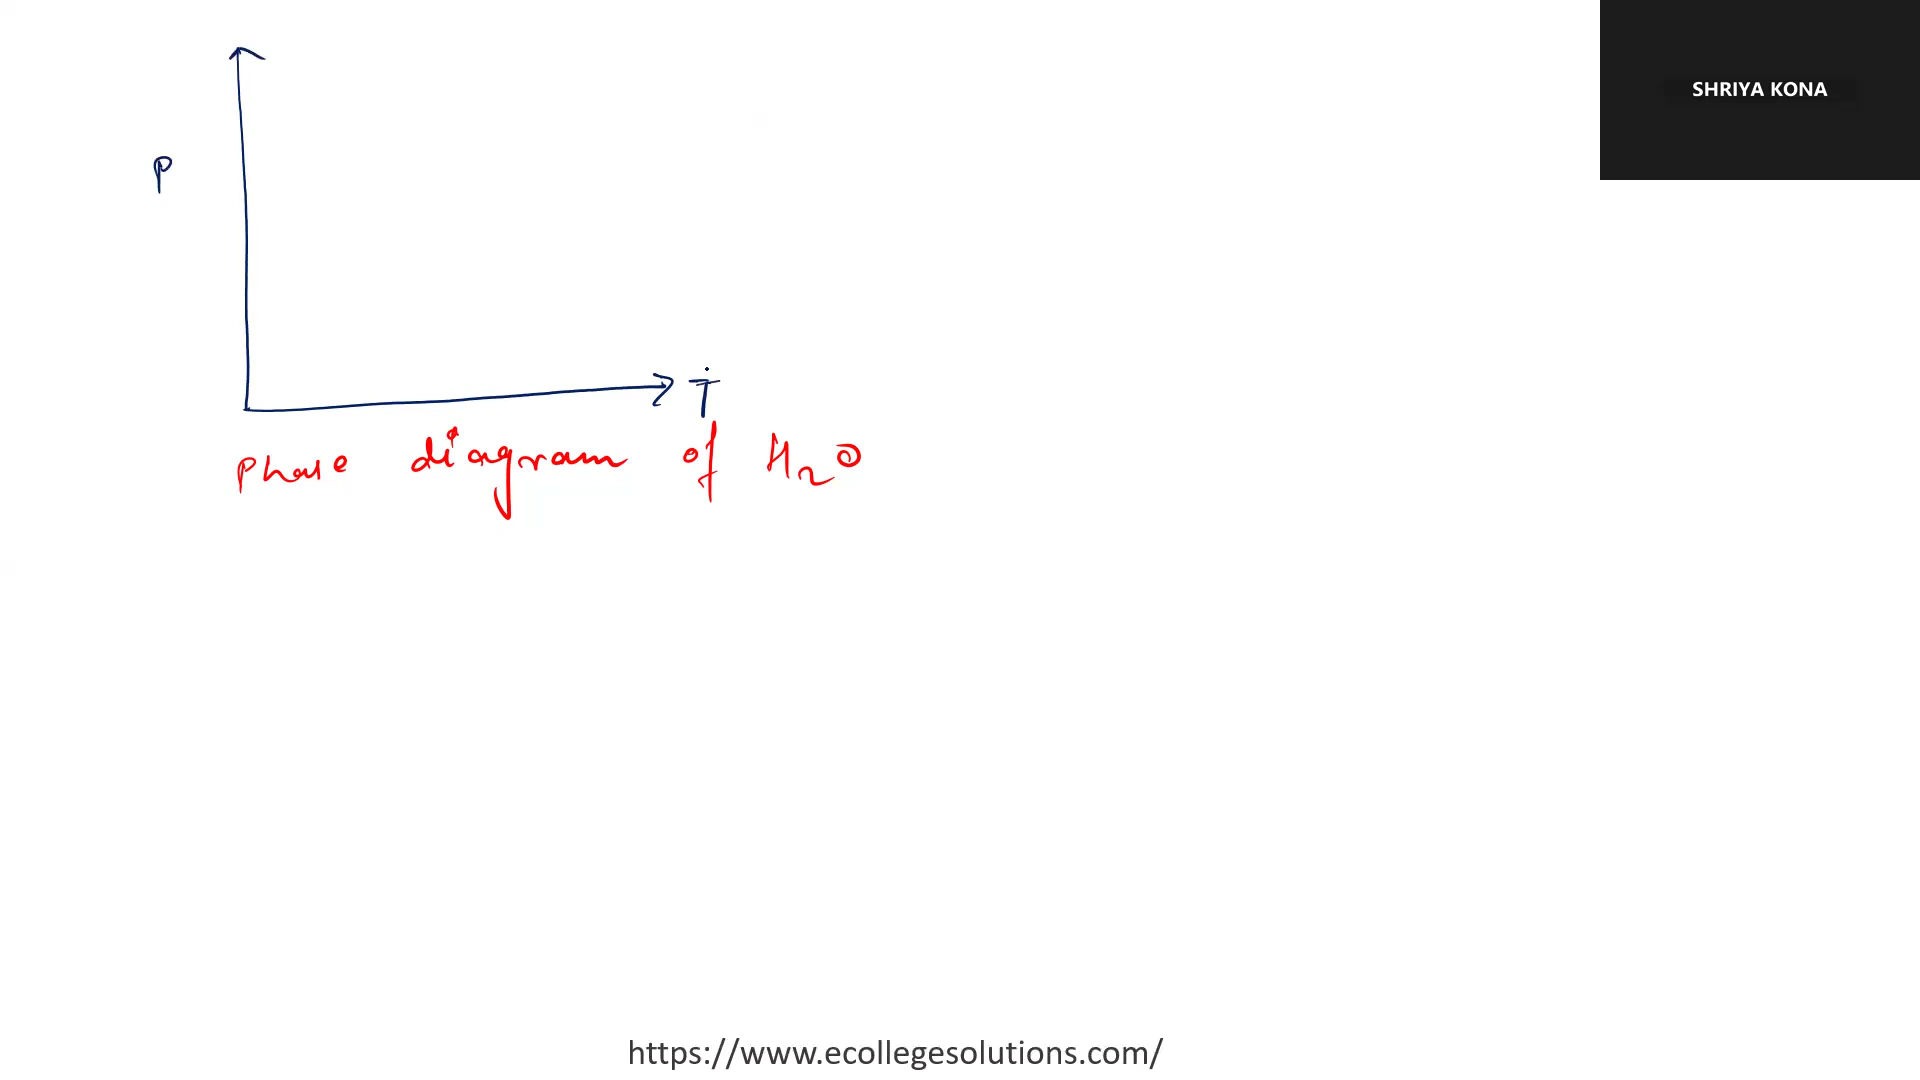 SHRIYA KONA
P
T
Phase diagram of H2O
https://www.ecollegesolutions.com/